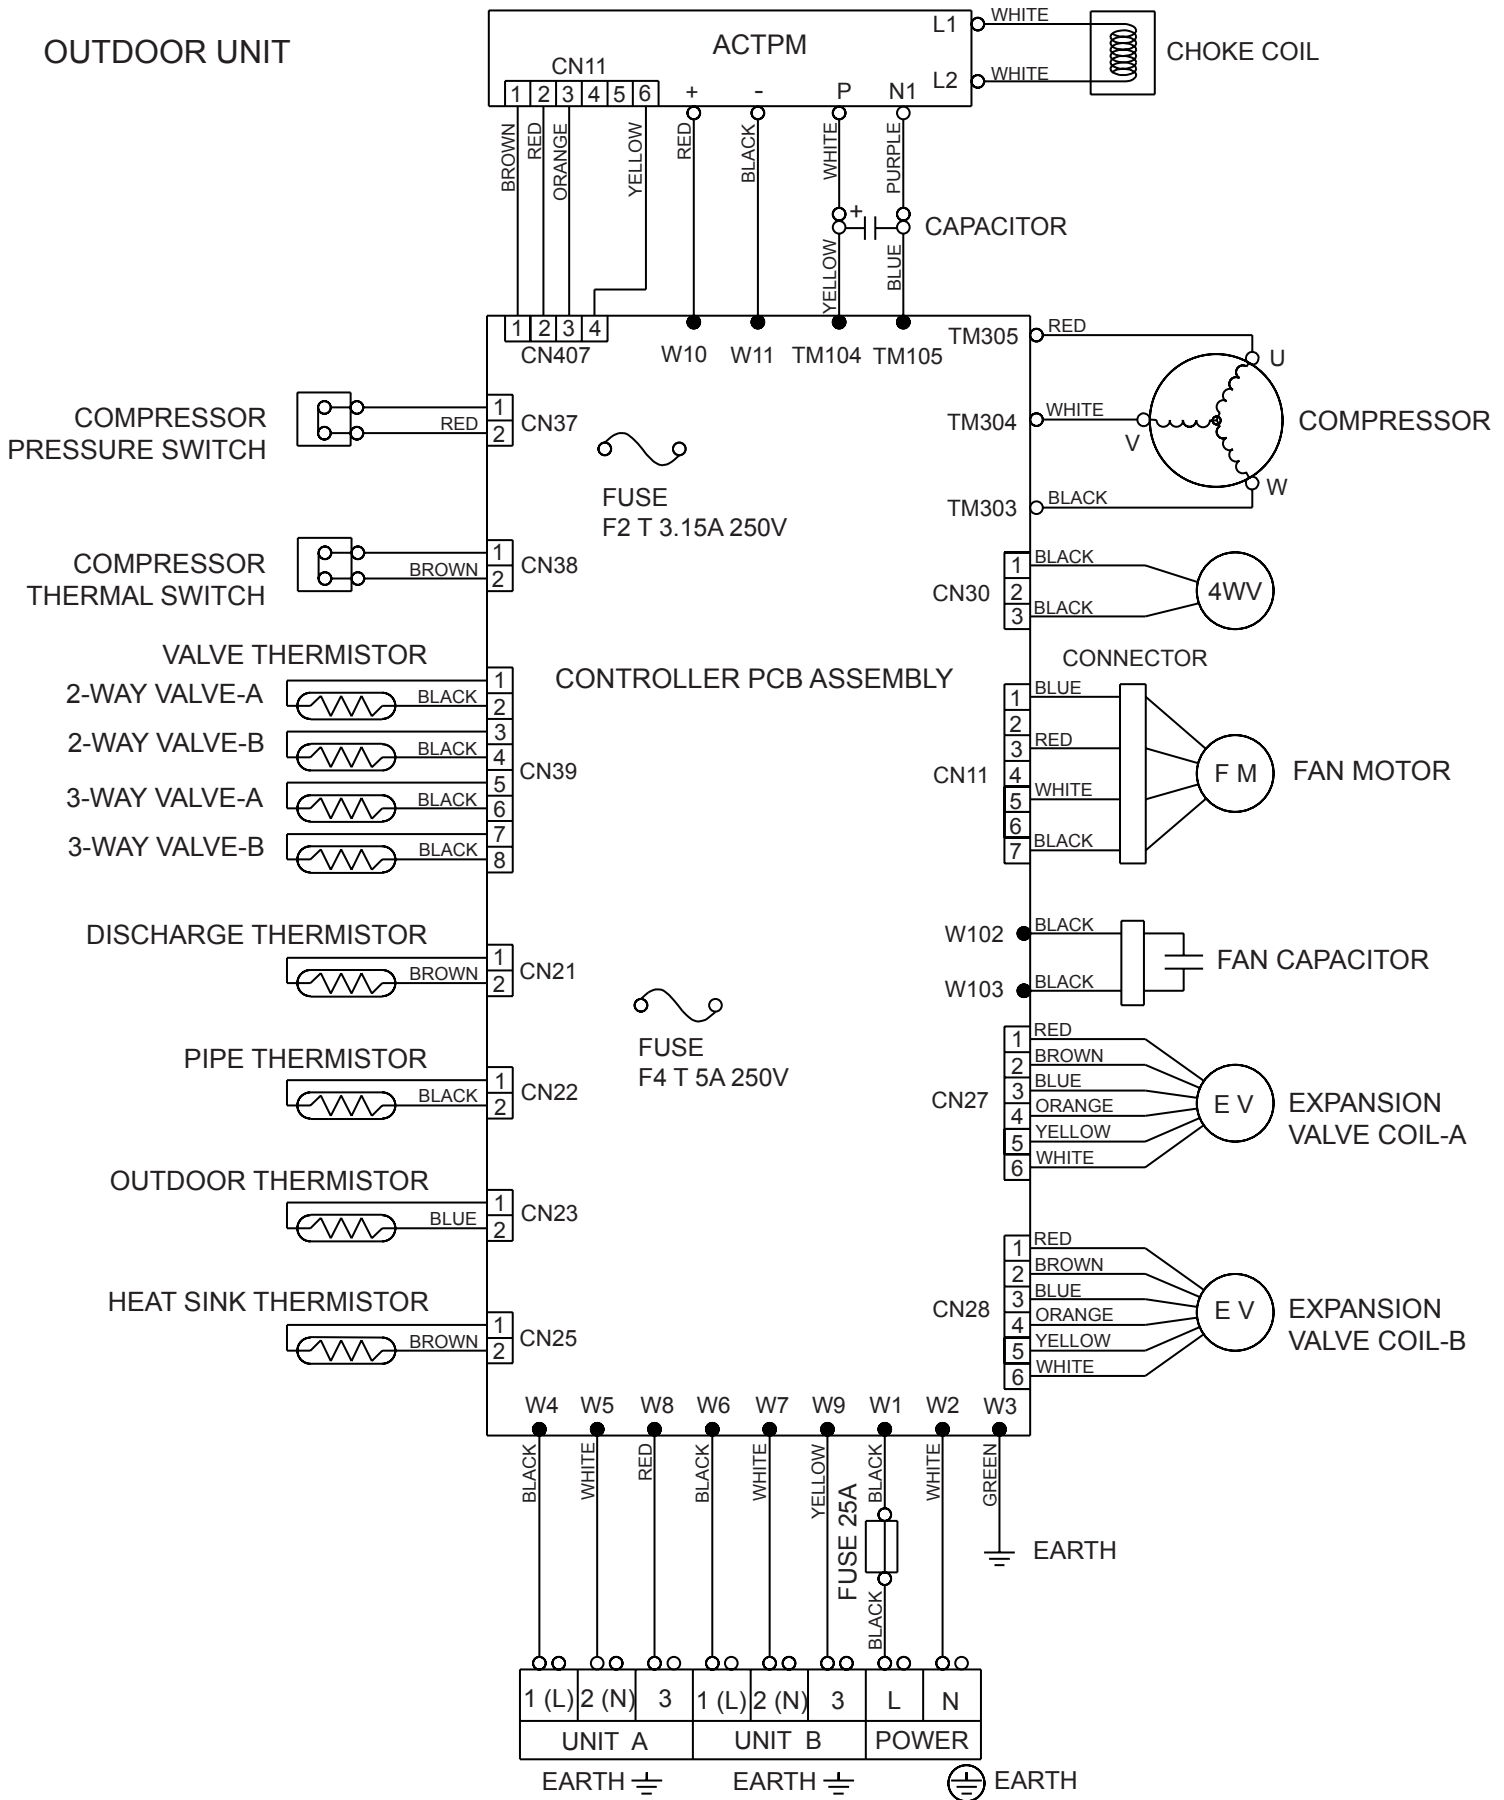 OUTDOOR UNIT
ACTPM
CN11
1 2 3 4 5 6
+ - P N1
L1
L2
WHITE
WHITE
CHOKE COIL
BROWN
RED
ORANGE
YELLOW
RED
BLACK
WHITE
PURPLE
+
CAPACITOR
YELLOW
BLUE
1 2 3 4
CN407
W10 W11 TM104 TM105
TM305
RED
U
TM304
WHITE
V
COMPRESSOR
TM303
BLACK
W
COMPRESSOR
PRESSURE SWITCH
RED
1
2
CN37
FUSE
F2 T 3.15A 250V
COMPRESSOR
THERMAL SWITCH
BROWN
1
2
CN38
CN30
1
2
3
BLACK
BLACK
4WV
VALVE THERMISTOR
2-WAY VALVE-A
BLACK
2-WAY VALVE-B
BLACK
3-WAY VALVE-A
BLACK
3-WAY VALVE-B
BLACK
1
2
3
4
5
6
7
8
CN39
CONTROLLER PCB ASSEMBLY
CONNECTOR
CN11
1
2
3
4
5
6
7
BLUE
RED
WHITE
BLACK
F M
FAN MOTOR
DISCHARGE THERMISTOR
BROWN
1
2
CN21
W102
BLACK
W103
BLACK
FAN CAPACITOR
FUSE
F4 T 5A 250V
PIPE THERMISTOR
BLACK
1
2
CN22
CN27
1
2
3
4
5
6
RED
BROWN
BLUE
ORANGE
YELLOW
WHITE
E V
EXPANSION
VALVE COIL-A
OUTDOOR THERMISTOR
BLUE
1
2
CN23
HEAT SINK THERMISTOR
BROWN
1
2
CN25
CN28
1
2
3
4
5
6
RED
BROWN
BLUE
ORANGE
YELLOW
WHITE
E V
EXPANSION
VALVE COIL-B
W4 W5 W8 W6 W7 W9 W1 W2 W3
BLACK
WHITE
RED
BLACK
WHITE
YELLOW
BLACK
WHITE
GREEN
FUSE 25A
BLACK
EARTH
1 (L) 2 (N) 3 1 (L) 2 (N) 3 L N
UNIT A UNIT B POWER
EARTH EARTH EARTH